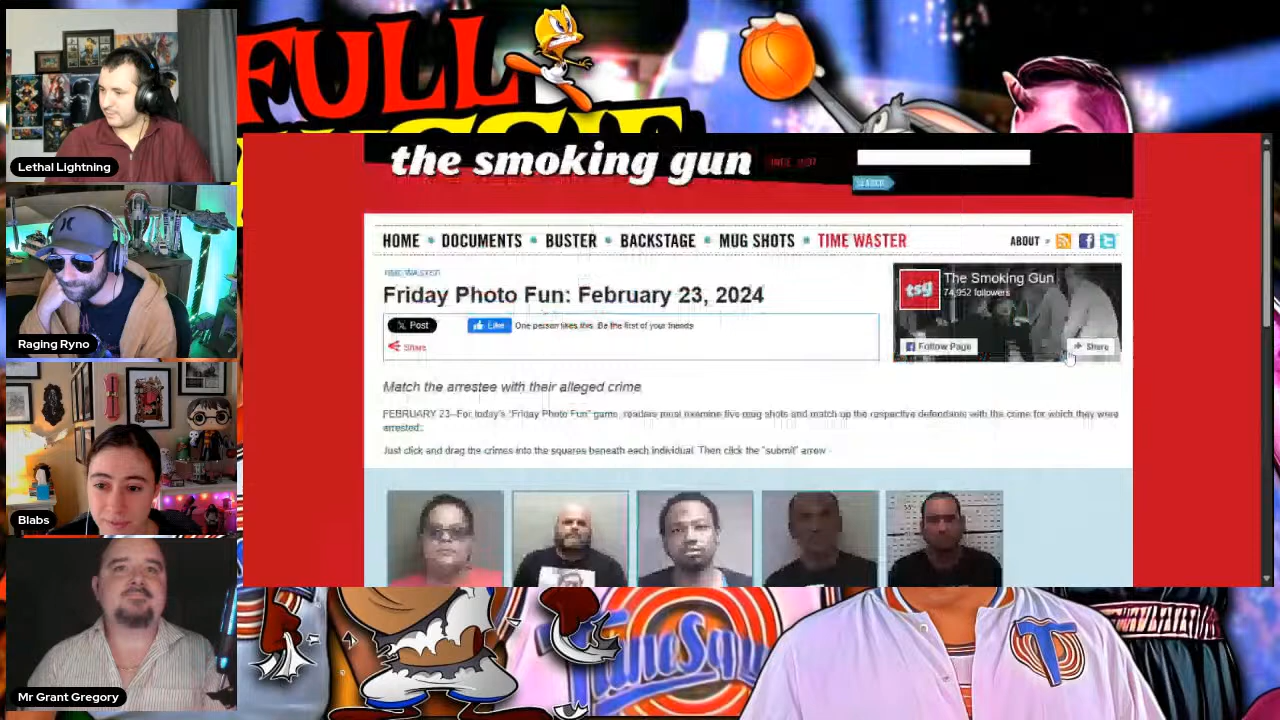 FULL
Lethal Lightning
the smoking gun
SEARCH
HOME DOCUMENTS BUSTER BACKSTAGE MUG SHOTS TIME WASTER
ABOUT
TIME WASTER
Friday Photo Fun: February 23, 2024
X Post
Like
One person likes this. Be the first of your friends
Share
tsg
The Smoking Gun
74,952 followers
Follow Page
Share
Raging Ryno
Match the arrestee with their alleged crime
FEBRUARY 23--For today's "Friday Photo Fun" game, readers must examine five mug shots and match up the respective defendants with the crime for which they were
arrested.
Just click and drag the crimes into the squares beneath each individual. Then click the "submit" arrow
Blabs
Mr Grant Gregory
T